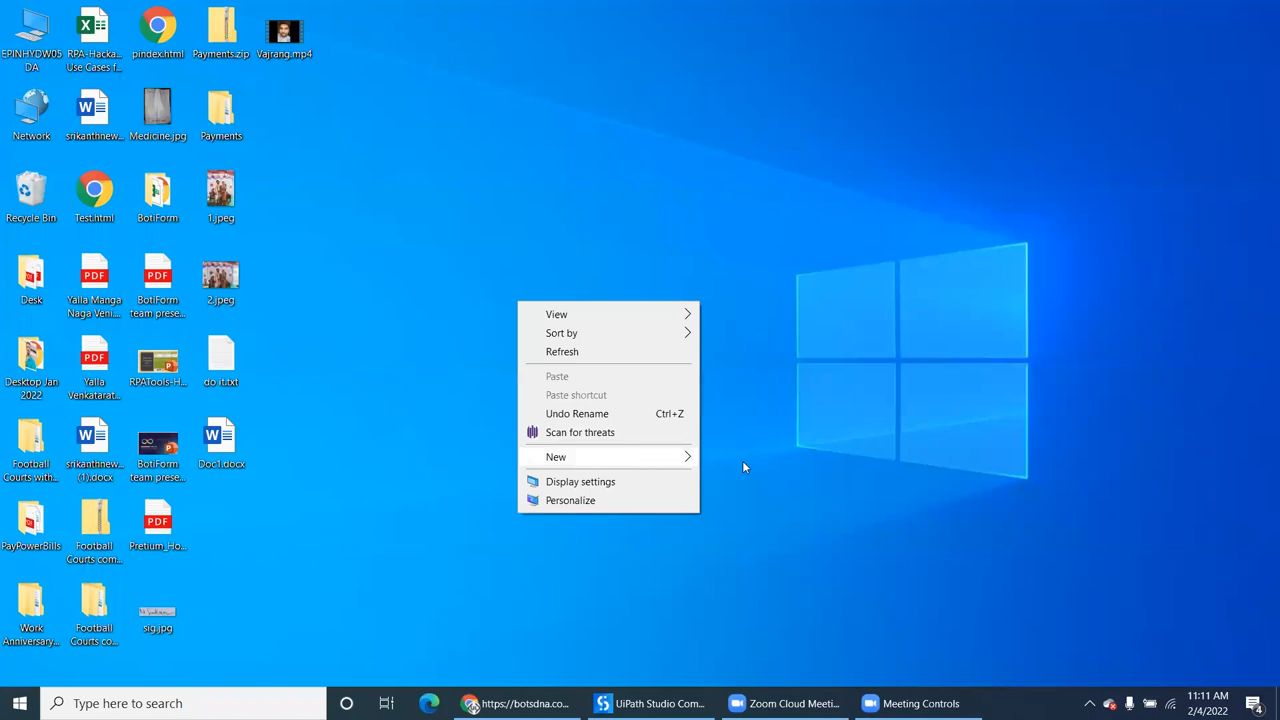 EPINHYDW05
DA
RPA-Hacka...
Use Cases f...
pindex.html
Payments.zip
Vajrang.mp4
Network
srikanthnew...
Medicine.jpg
Payments
Recycle Bin
Test.html
BotiForm
1.jpeg
Desk
Yalla Manga
Naga Veni...
BotiForm
team prese...
2.jpeg
Desktop Jan
2022
Yalla
Venkatarat...
RPATools-H...
do it.txt
Football
Courts with...
srikanthnew...
(1).docx
BotiForm
team prese...
Doc1.docx
PayPowerBills
Football
Courts com...
Pretium_Ho...
Work
Anniversary...
Football
Courts co...
sig.jpg
PDF
PDF
PDF
PDF
View
Sort by
Refresh
Paste
Paste shortcut
Undo Rename Ctrl+Z
Scan for threats
New
Display settings
Personalize
Type here to search
https://botsdna.co...
UiPath Studio Com...
Zoom Cloud Meeti...
Meeting Controls
11:11 AM
2/4/2022
4